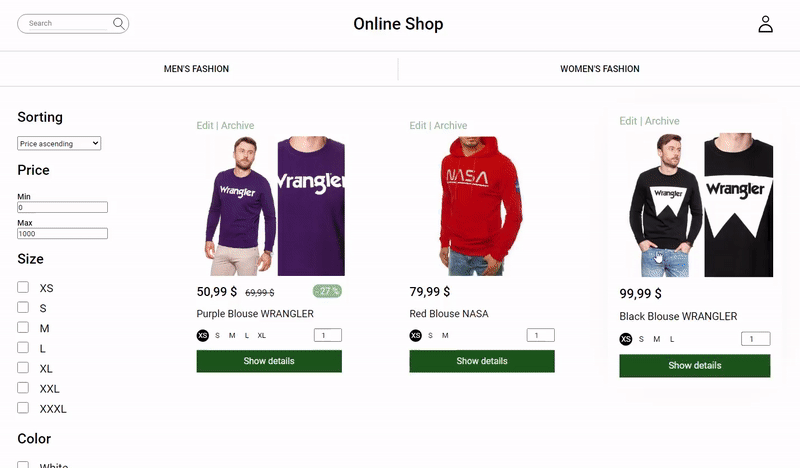 Search
Online Shop
MEN'S FASHION
WOMEN'S FASHION
Sorting
Price ascending
Price
Min
0
Max
1000
Size
XS
S
M
L
XL
XXL
XXXL
Color
White
Edit | Archive
Wrangler
Wrangler
50,99 $ 69,99 $ - 27 %
Purple Blouse WRANGLER
XS S M L XL 1
Show details
Edit | Archive
NASA
79,99 $
Red Blouse NASA
XS S M 1
Show details
Edit | Archive
Wrangler
Wrangler
99,99 $
Black Blouse WRANGLER
XS S M L 1
Show details